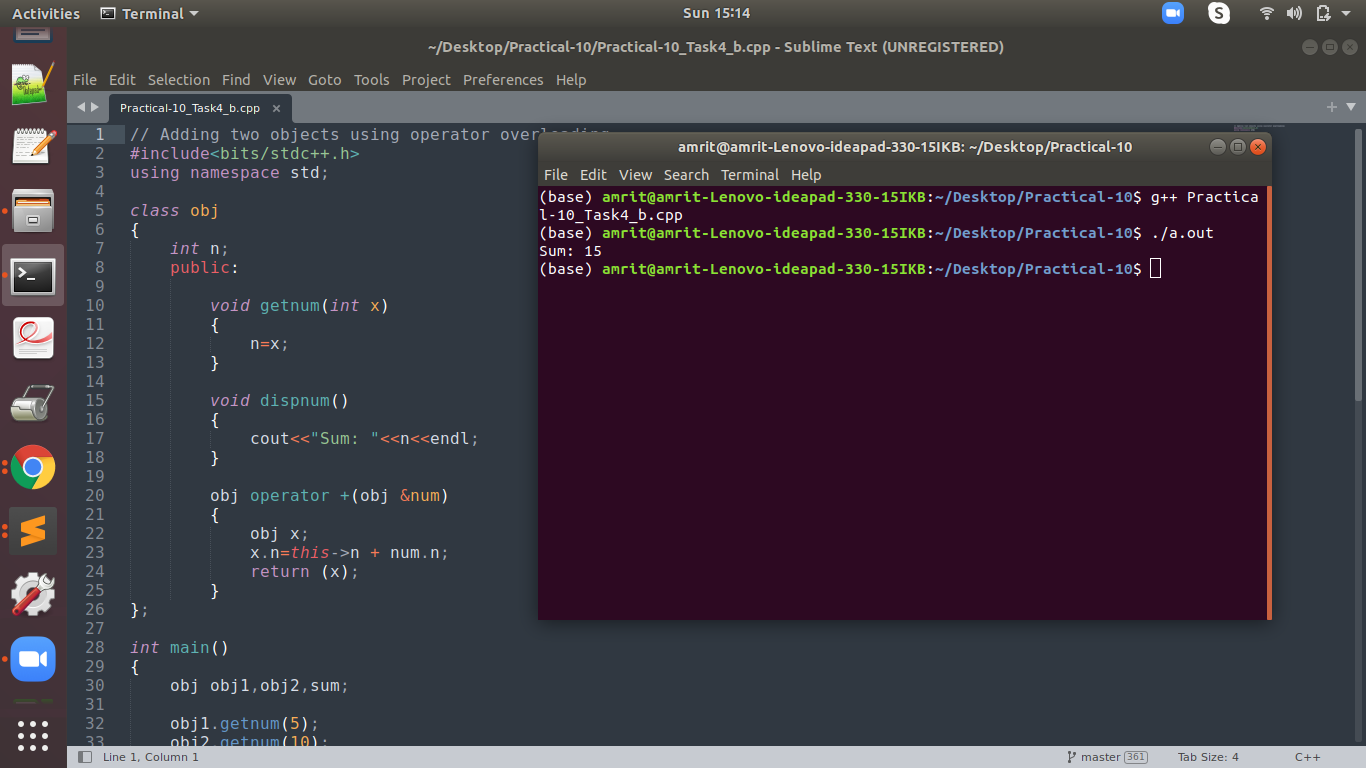 Activities Terminal Sun 15:14
~/Desktop/Practical-10/Practical-10_Task4_b.cpp - Sublime Text (UNREGISTERED)
File Edit Selection Find View Goto Tools Project Preferences Help
Practical-10_Task4_b.cpp ×
1 // Adding two objects using operator overloading
2 #include<bits/stdc++.h>
3 using namespace std;
4
5 class obj
6 {
7 int n;
8 public:
9
10 void getnum(int x)
11 {
12 n=x;
13 }
14
15 void dispnum()
16 {
17 cout<<"Sum: "<<n<<endl;
18 }
19
20 obj operator +(obj &num)
21 {
22 obj x;
23 x.n=this->n + num.n;
24 return (x);
25 }
26 };
27
28 int main()
29 {
30 obj obj1,obj2,sum;
31
32 obj1.getnum(5);
33 obj2.getnum(10);
amrit@amrit-Lenovo-ideapad-330-15IKB: ~/Desktop/Practical-10
File Edit View Search Terminal Help
(base) amrit@amrit-Lenovo-ideapad-330-15IKB:~/Desktop/Practical-10$ g++ Practica
l-10_Task4_b.cpp
(base) amrit@amrit-Lenovo-ideapad-330-15IKB:~/Desktop/Practical-10$ ./a.out
Sum: 15
(base) amrit@amrit-Lenovo-ideapad-330-15IKB:~/Desktop/Practical-10$
Line 1, Column 1 master 361 Tab Size: 4 C++